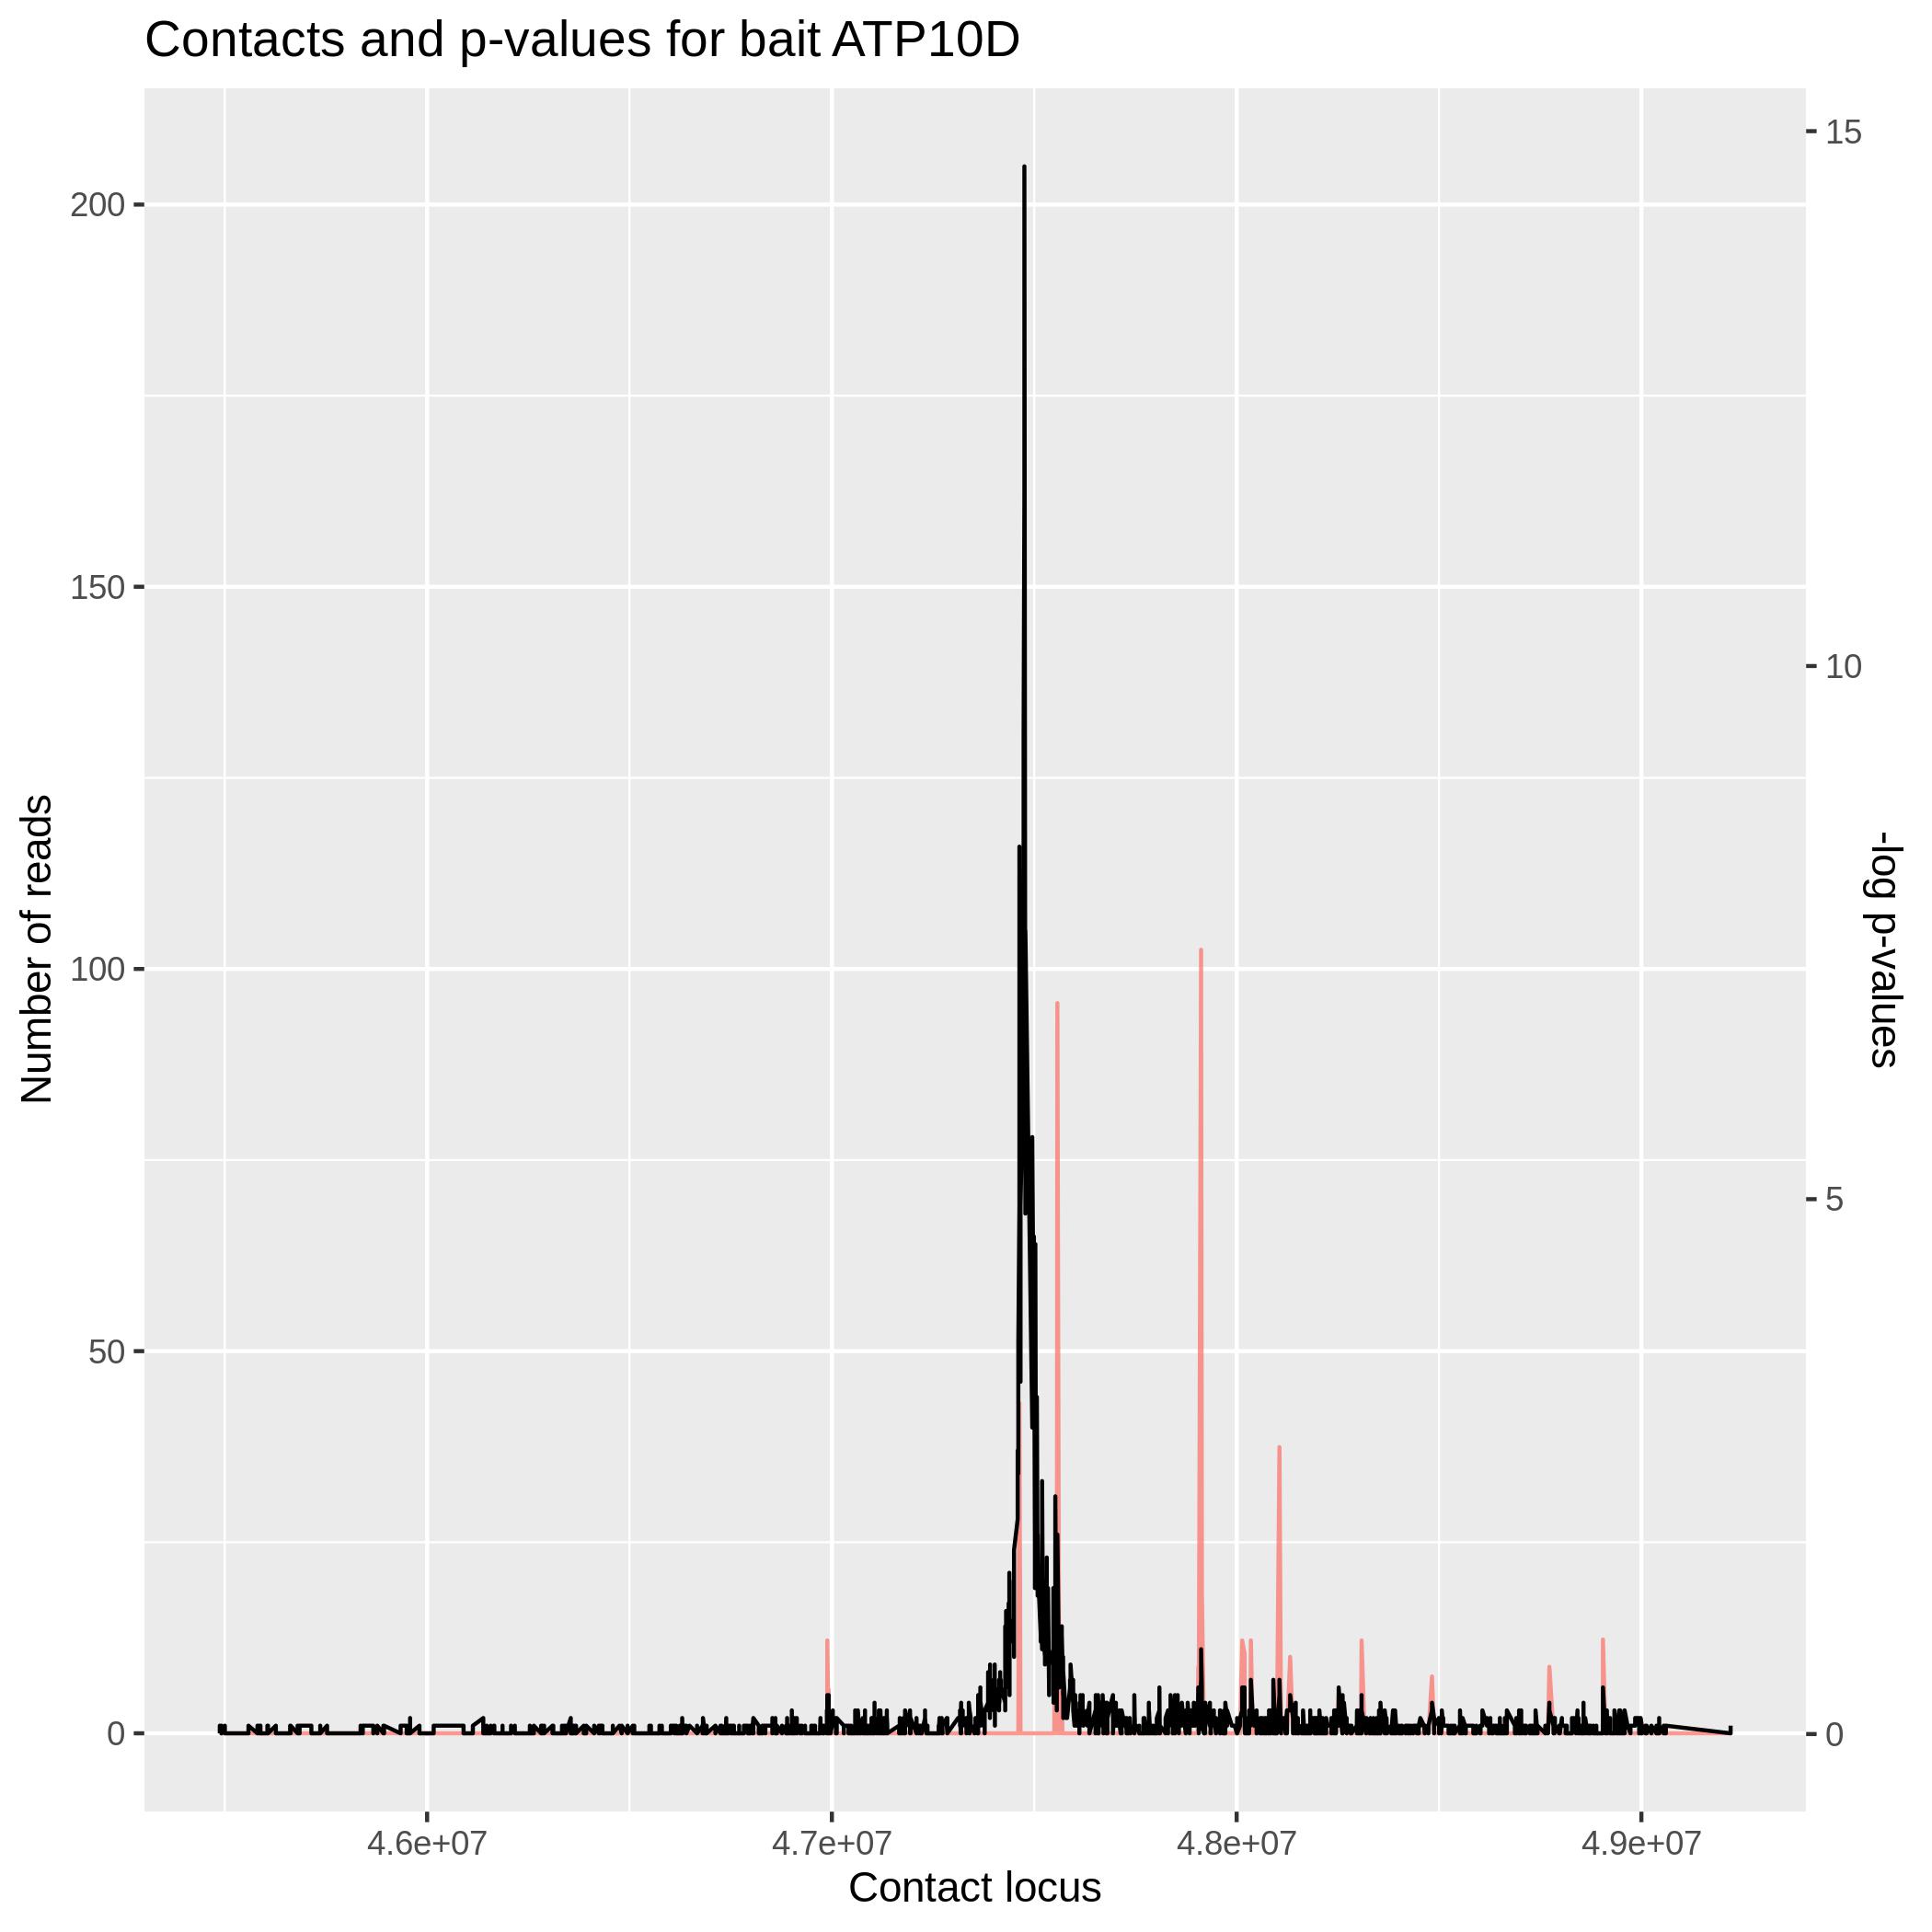 Contacts and p-values for bait ATP10D
Number of reads
200
150
100
50
0
15
10
5
0
-log p-values
4.6e+07
4.7e+07
4.8e+07
4.9e+07
Contact locus